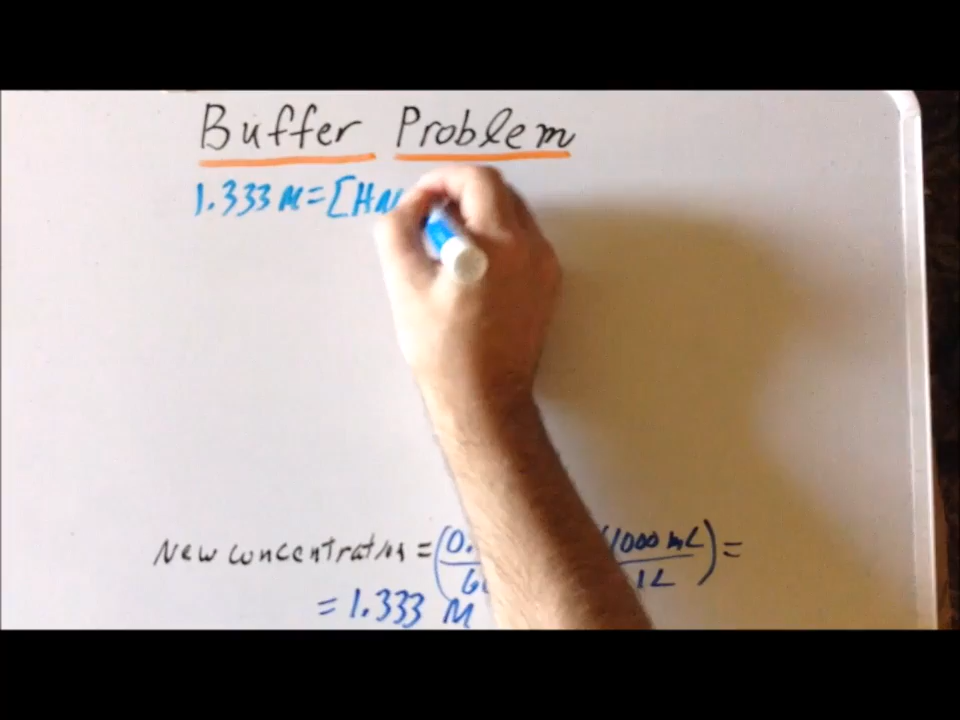 Buffer Problem
1.333 M = [HN
New concentration = (0. 1000 mL) =
6 1L
= 1.333 M